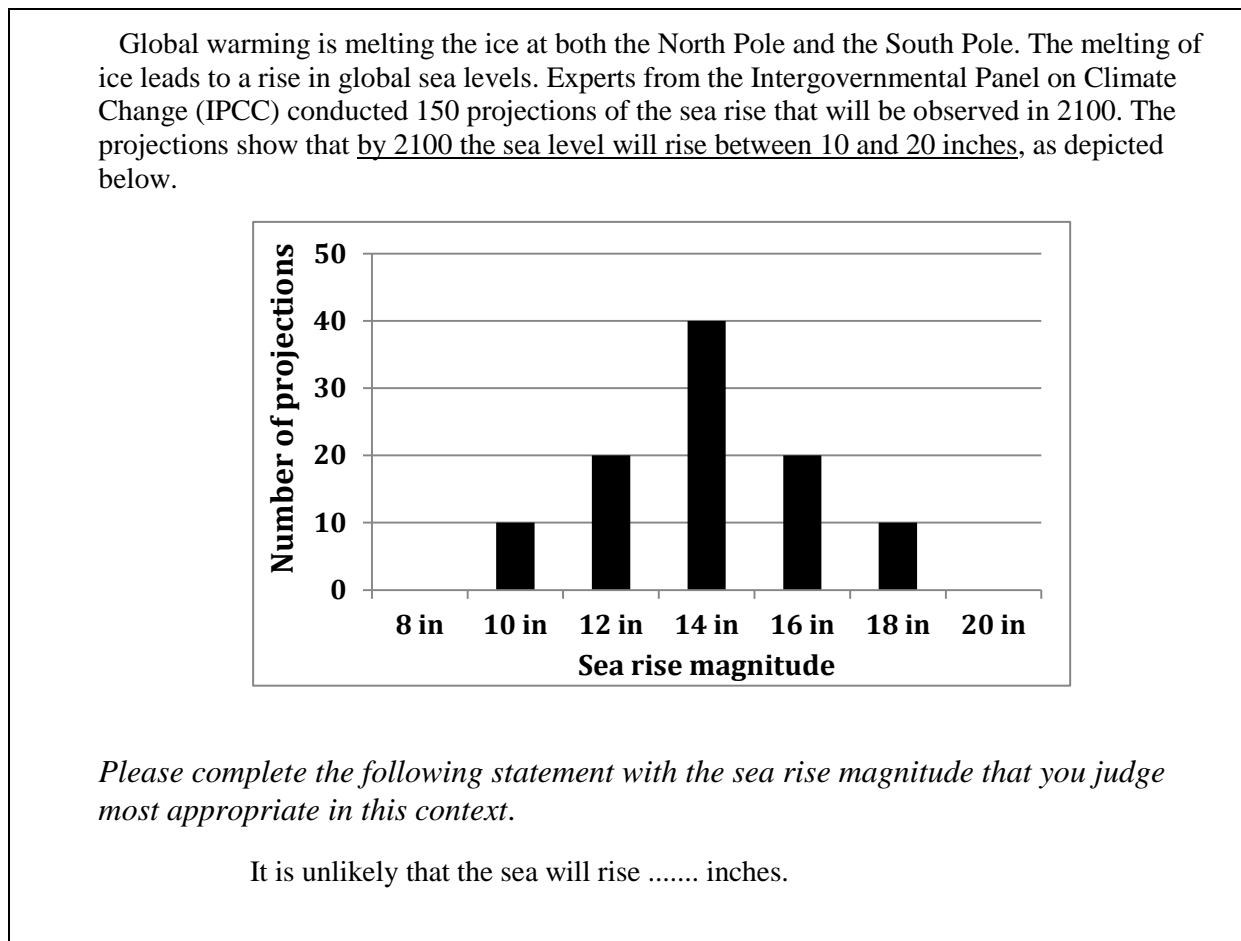 Global warming is melting the ice at both the North Pole and the South Pole. The melting of
ice leads to a rise in global sea levels. Experts from the Intergovernmental Panel on Climate
Change (IPCC) conducted 150 projections of the sea rise that will be observed in 2100. The
projections show that by 2100 the sea level will rise between 10 and 20 inches, as depicted
below.
Number of projections
50
40
30
20
10
0
8 in 10 in 12 in 14 in 16 in 18 in 20 in
Sea rise magnitude
Please complete the following statement with the sea rise magnitude that you judge
most appropriate in this context.
It is unlikely that the sea will rise ....... inches.